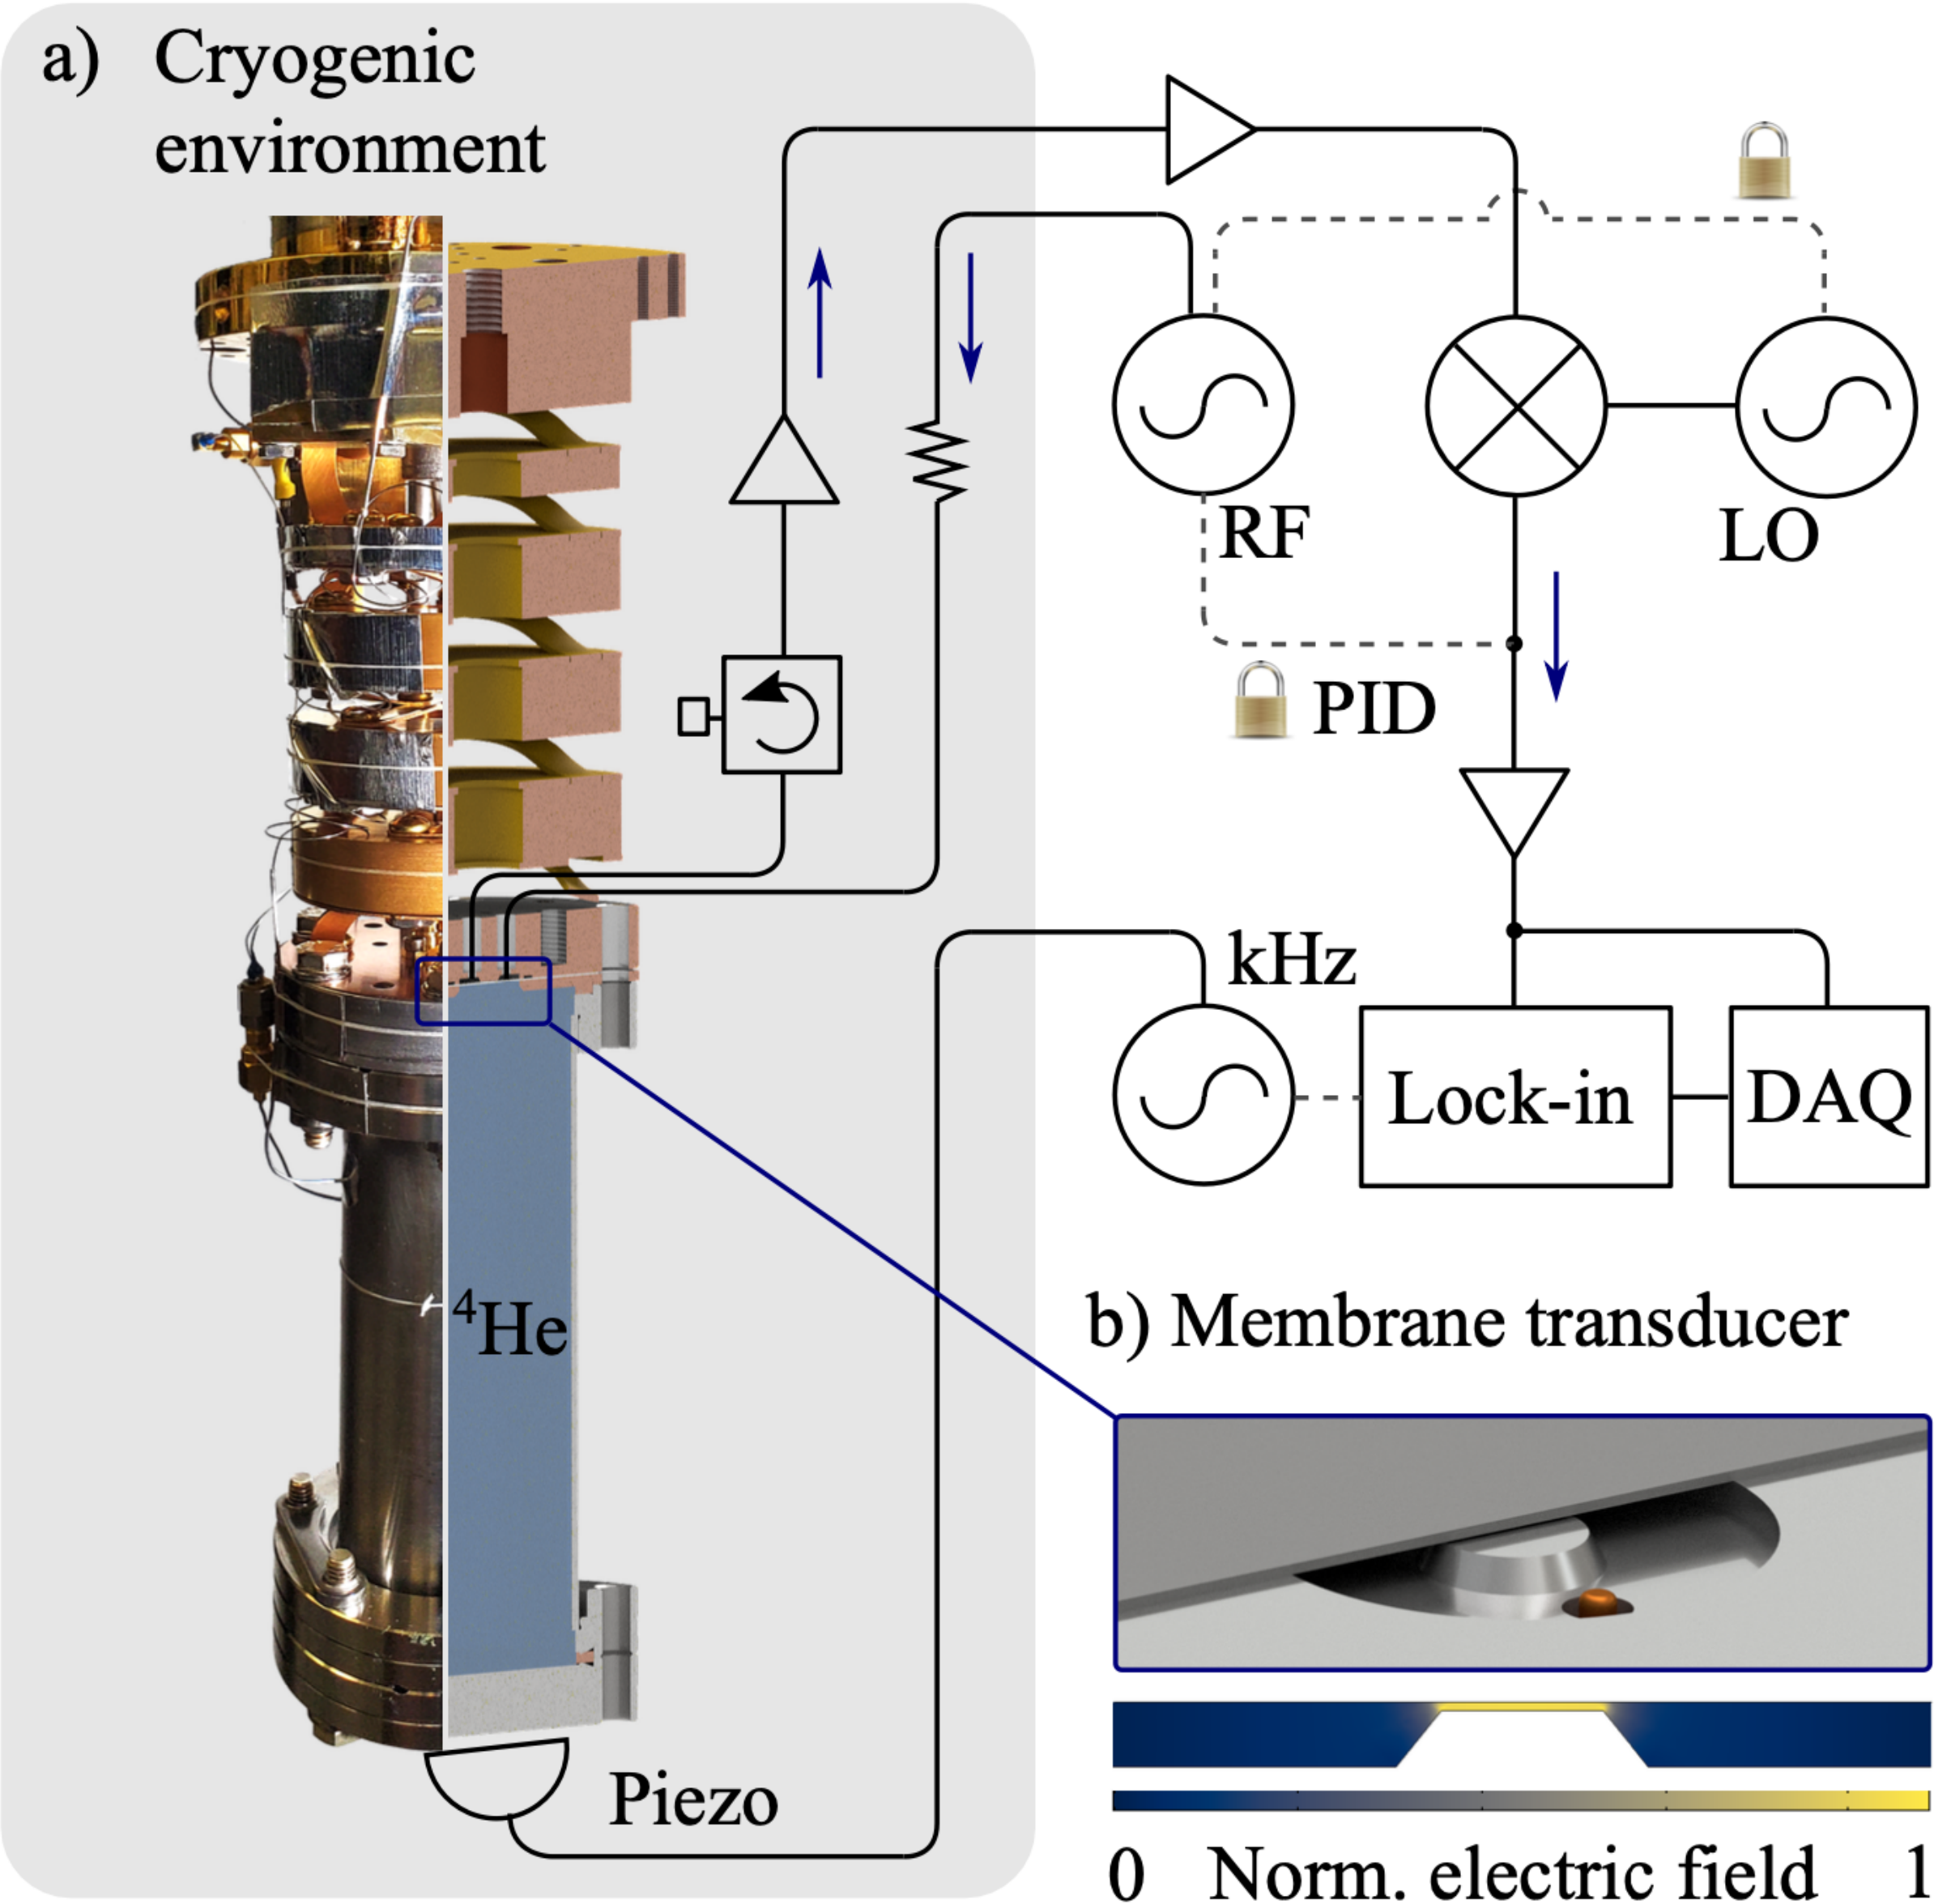 a) Cryogenic
environment
RF
LO
PID
kHz
Lock-in
DAQ
⁴He
Piezo
b) Membrane transducer
0 Norm. electric field 1